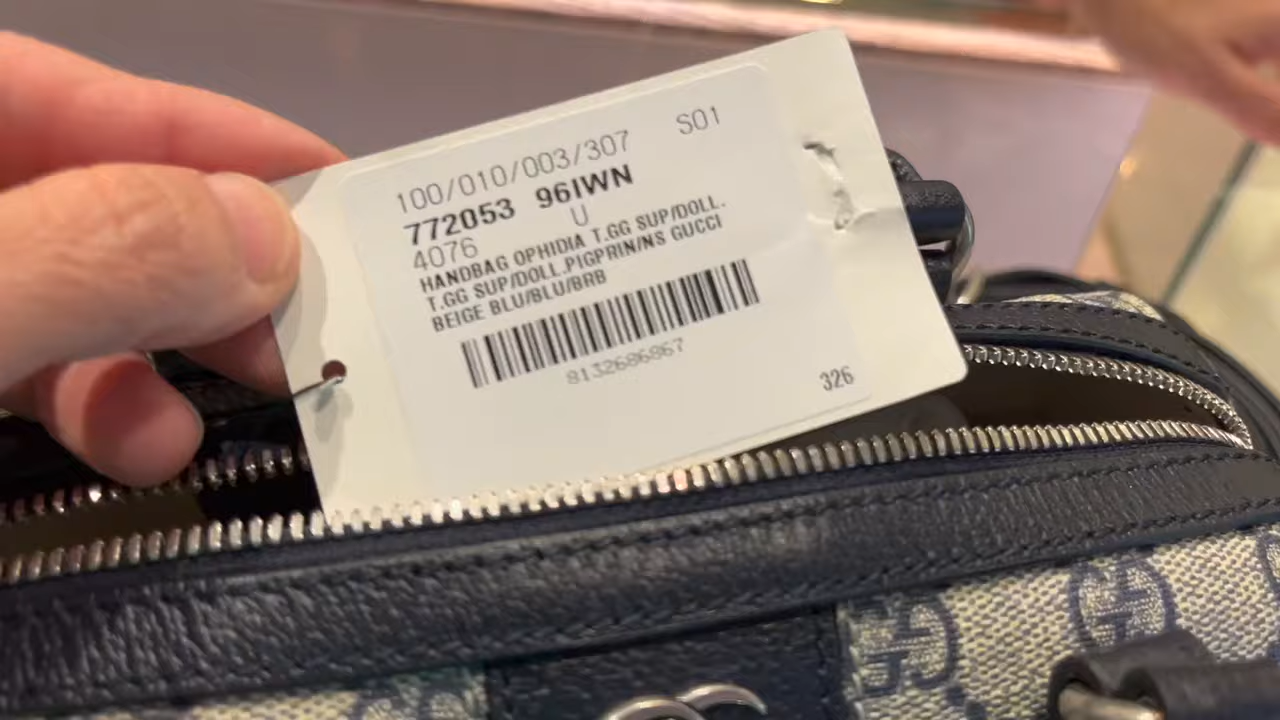 100/010/003/307 S01
772053 96IWN
4076 U
HANDBAG OPHIDIA T.GG SUP/DOLL.
T.GG SUP/DOLL.PIGPRIN/NS GUCCI
BEIGE BLU/BLU/BRB
8132686867
326